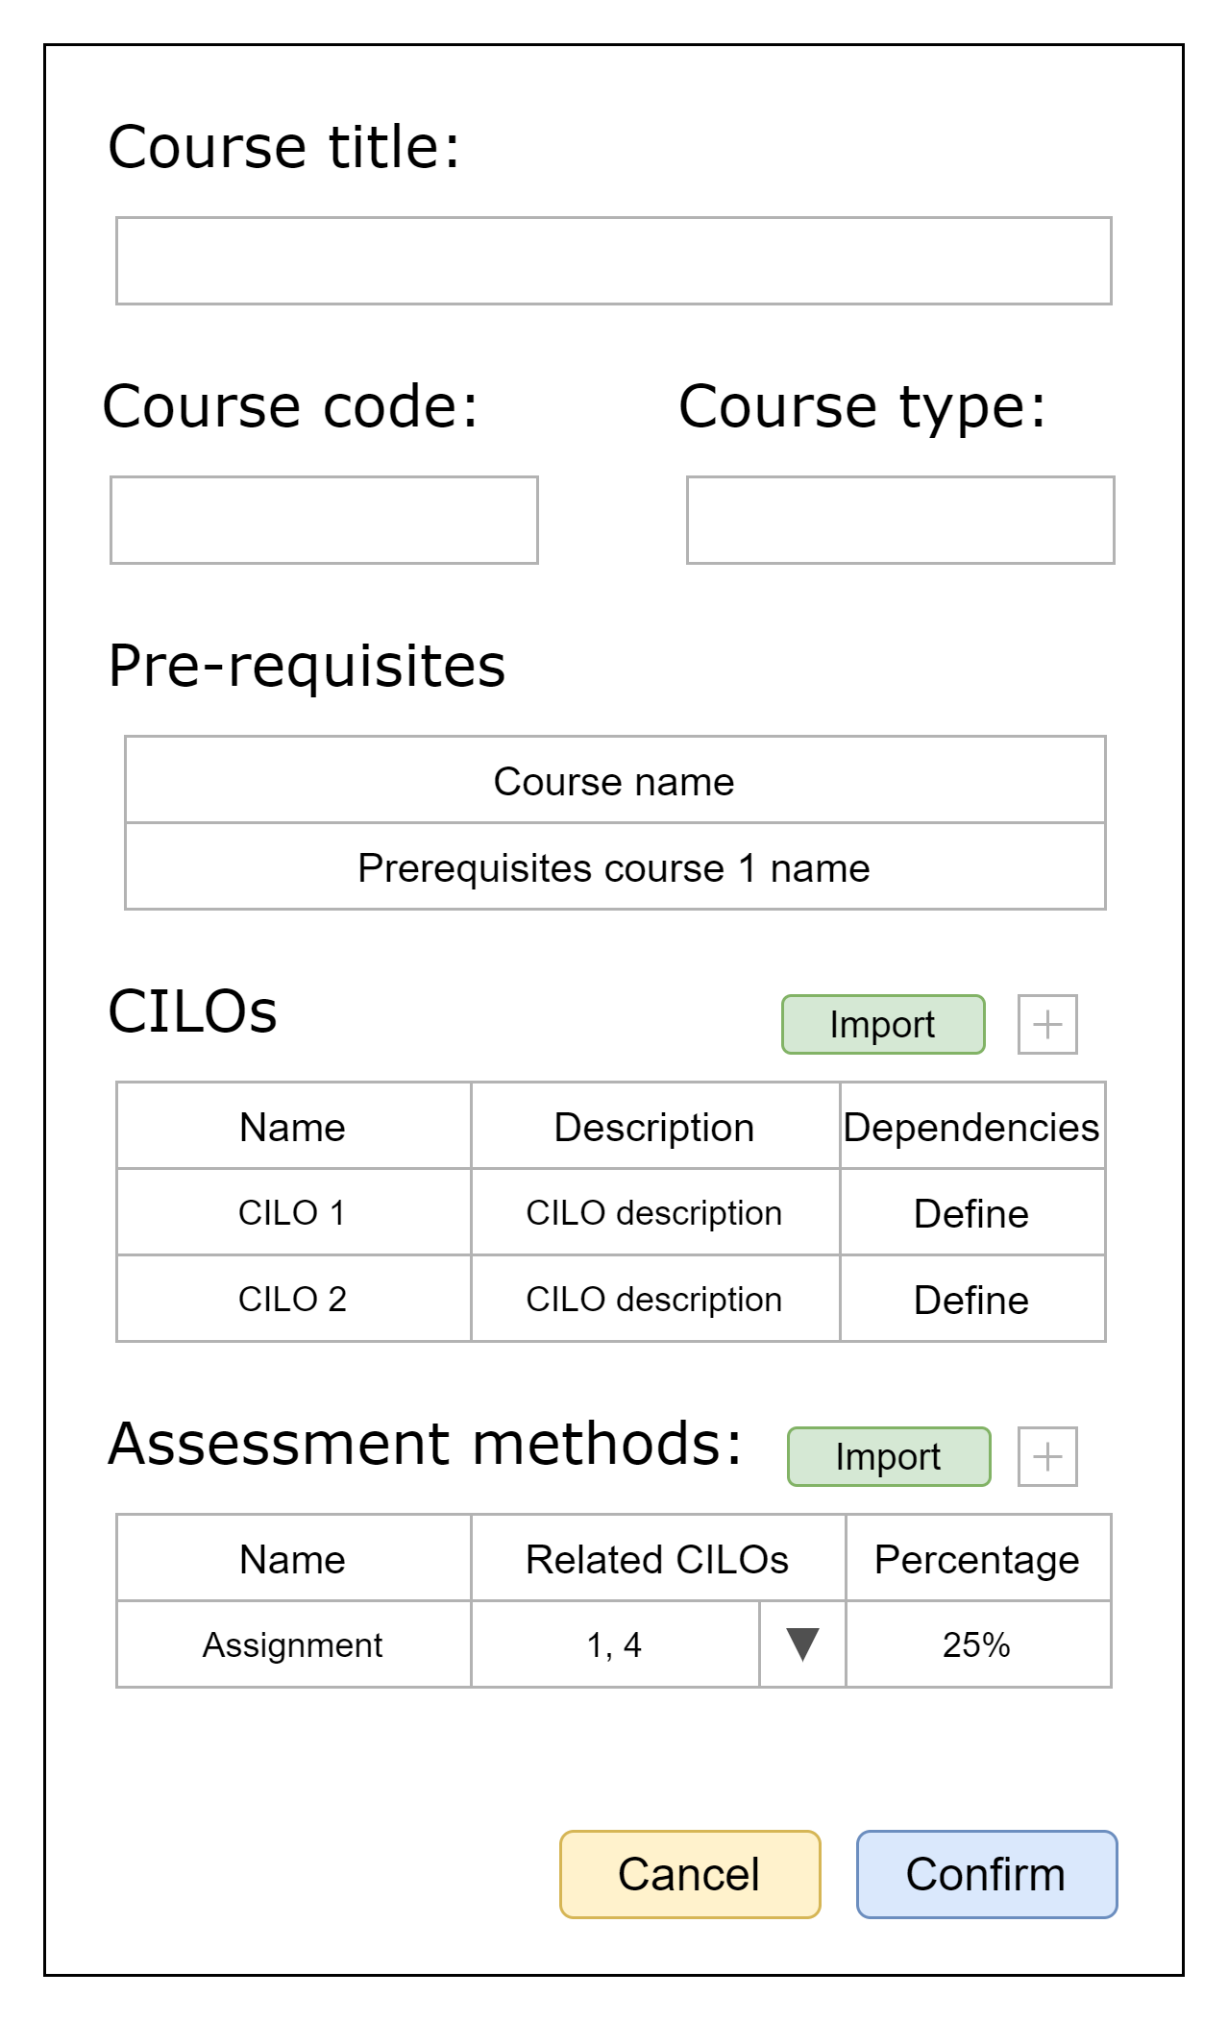 Course title:
Course code: Course type:
Pre-requisites
Course name
Prerequisites course 1 name
CILOs Import
Name Description Dependencies
CILO 1 CILO description Define
CILO 2 CILO description Define
Assessment methods: Import
Name Related CILOs Percentage
Assignment 1, 4 25%
Cancel Confirm